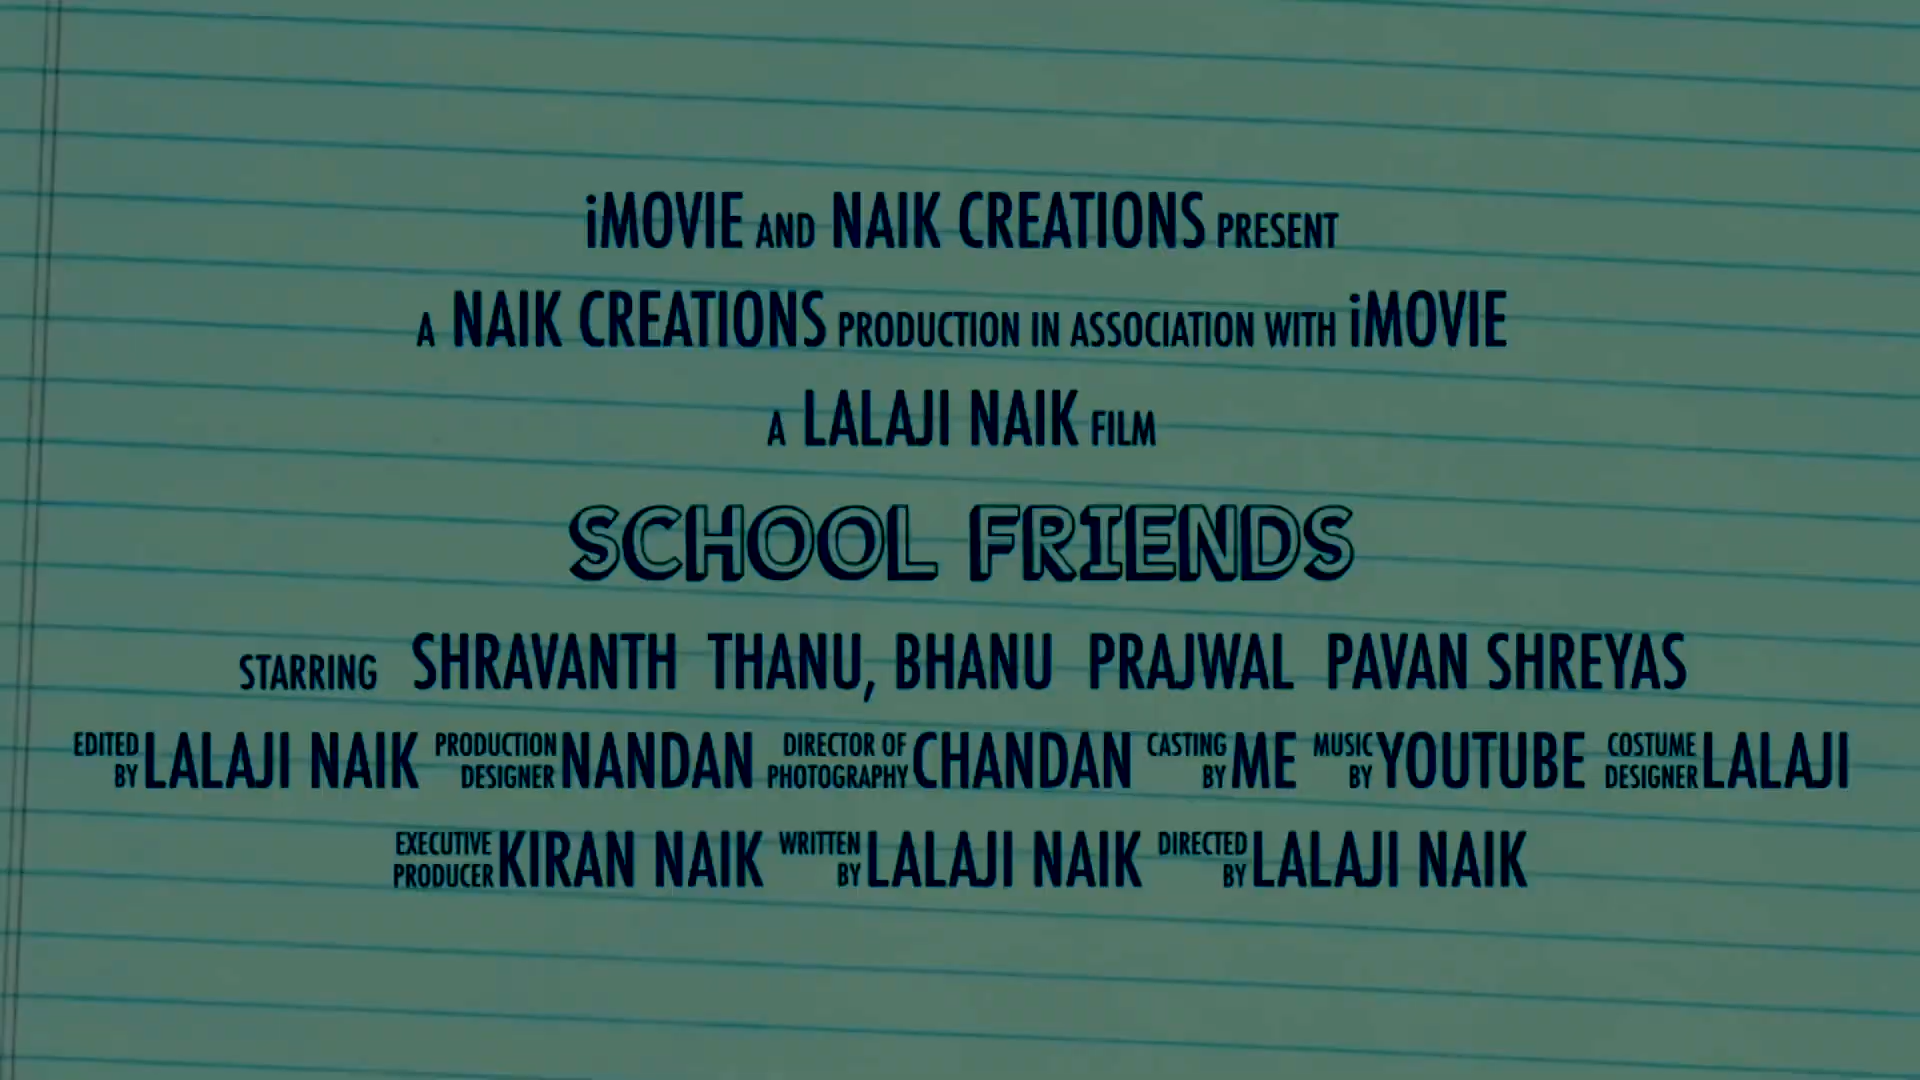 iMOVIE AND NAIK CREATIONS PRESENT
A NAIK CREATIONS PRODUCTION IN ASSOCIATION WITH iMOVIE
A LALAJI NAIK FILM
SCHOOL FRIENDS
STARRING SHRAVANTH THANU, BHANU PRAJWAL PAVAN SHREYAS
EDITED BY LALAJI NAIK PRODUCTION DESIGNER NANDAN DIRECTOR OF PHOTOGRAPHY CHANDAN CASTING BY ME MUSIC BY YOUTUBE COSTUME DESIGNER LALAJI
EXECUTIVE PRODUCER KIRAN NAIK WRITTEN BY LALAJI NAIK DIRECTED BY LALAJI NAIK